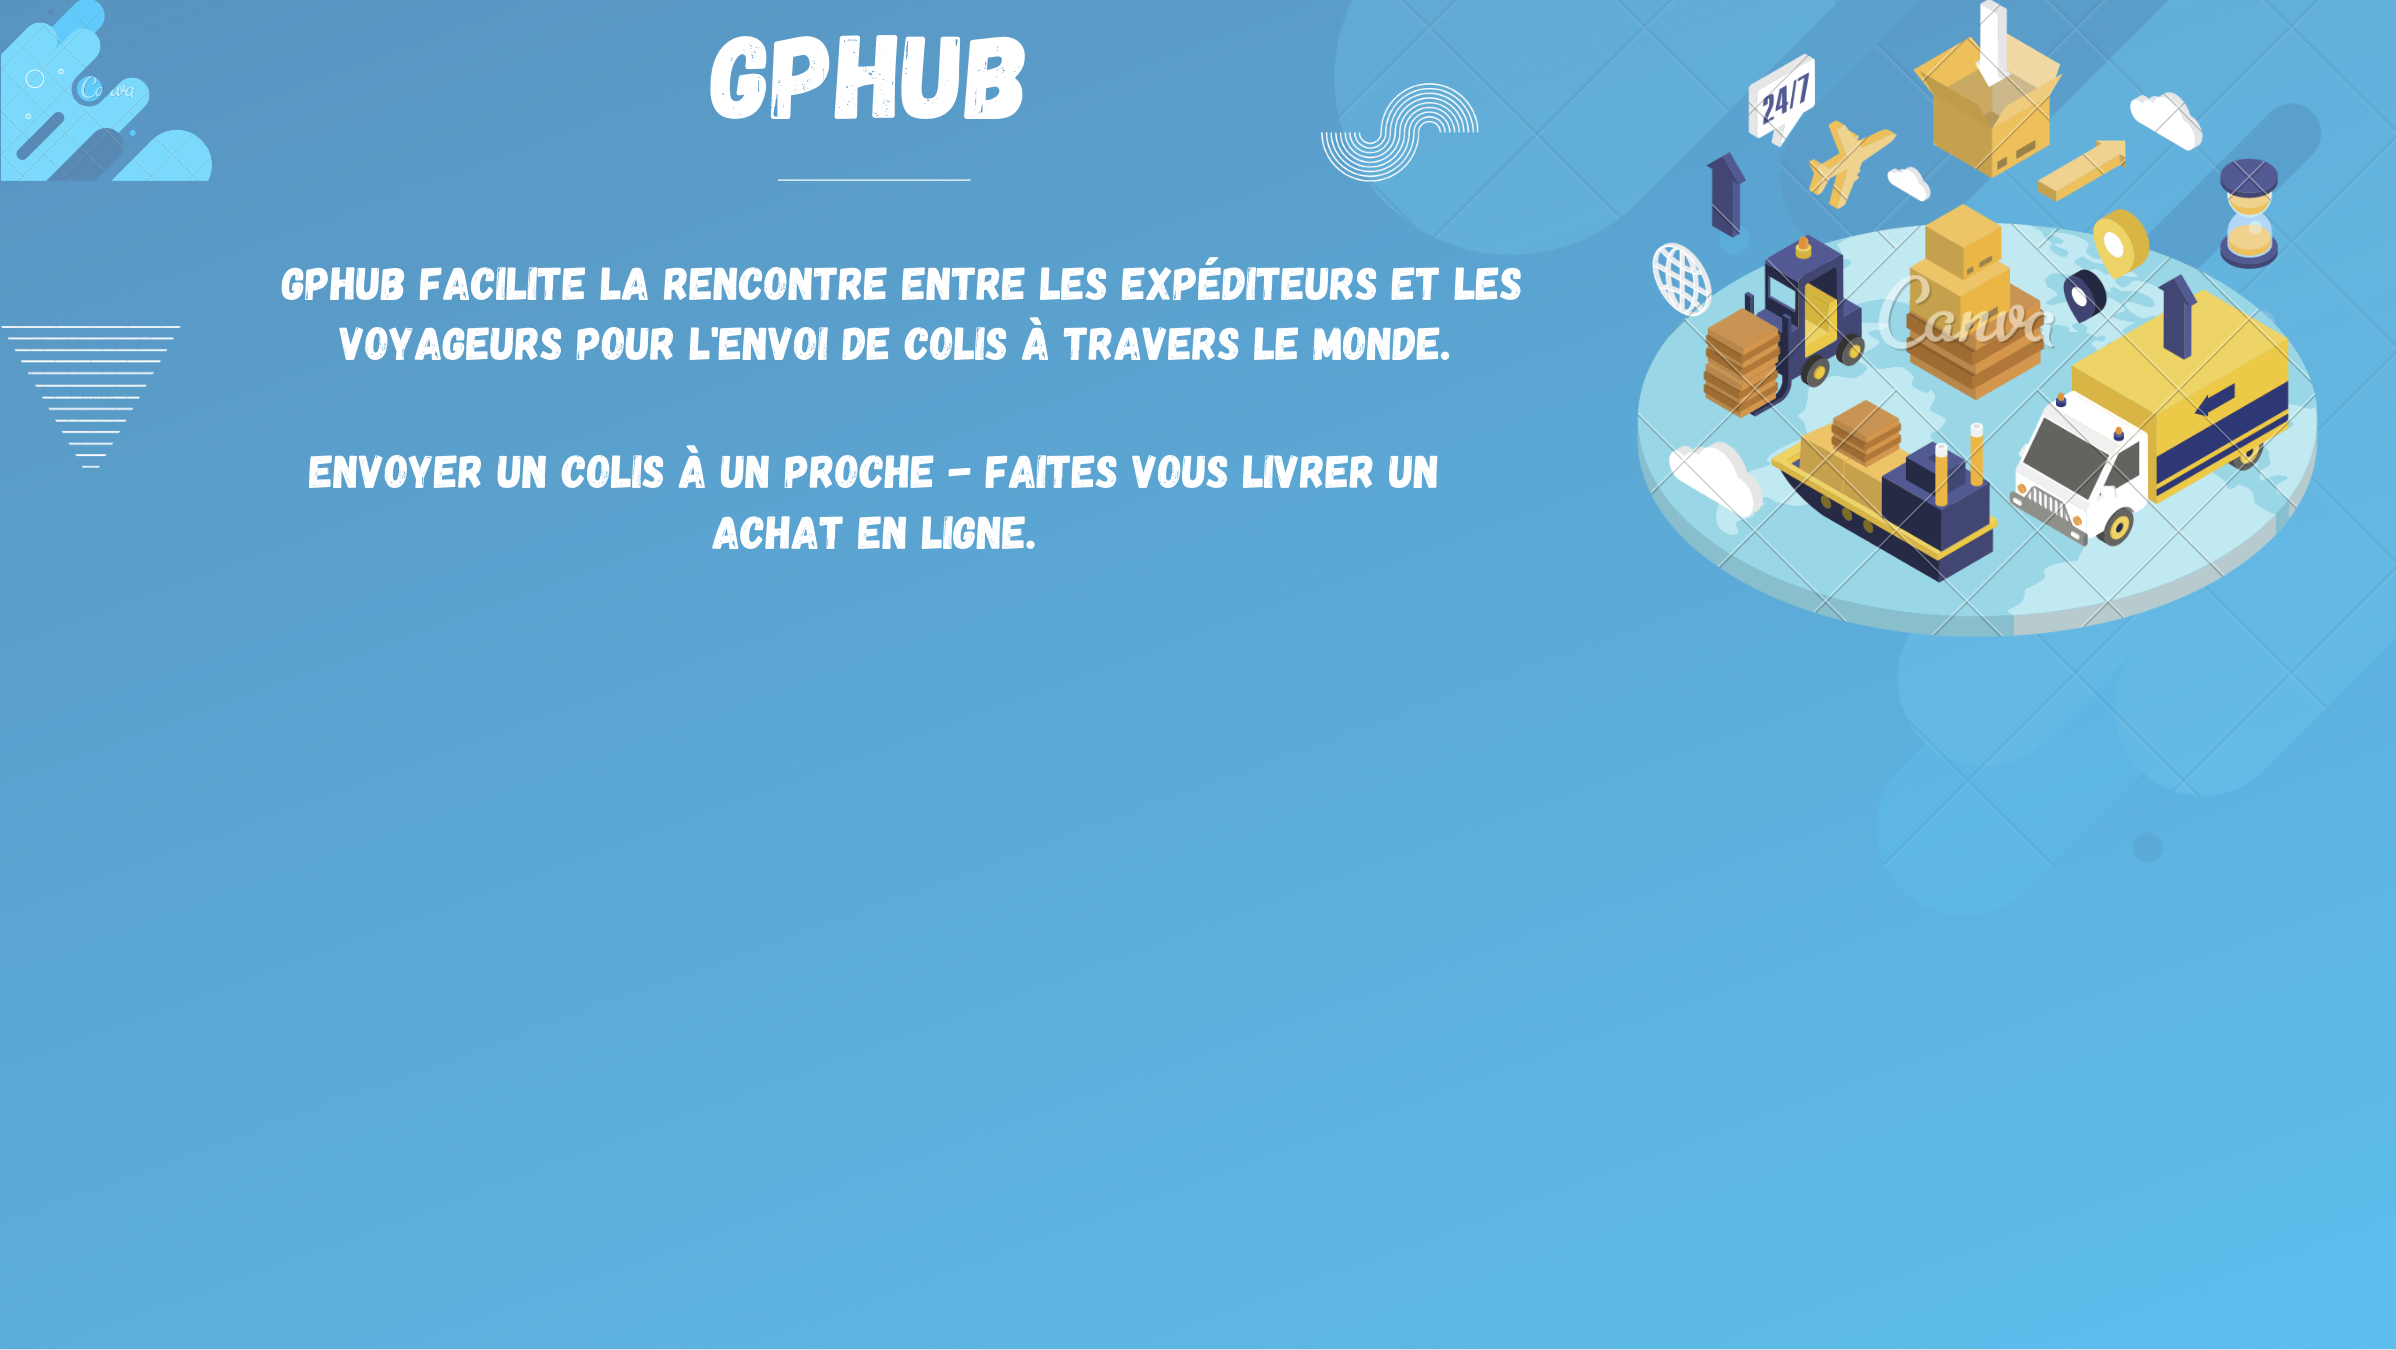 GPHUB
24/7
GPHUB FACILITE LA RENCONTRE ENTRE LES EXPÉDITEURS ET LES
VOYAGEURS POUR L'ENVOI DE COLIS À TRAVERS LE MONDE.
ENVOYER UN COLIS À UN PROCHE – FAITES VOUS LIVRER UN
ACHAT EN LIGNE.
Canva
Canva